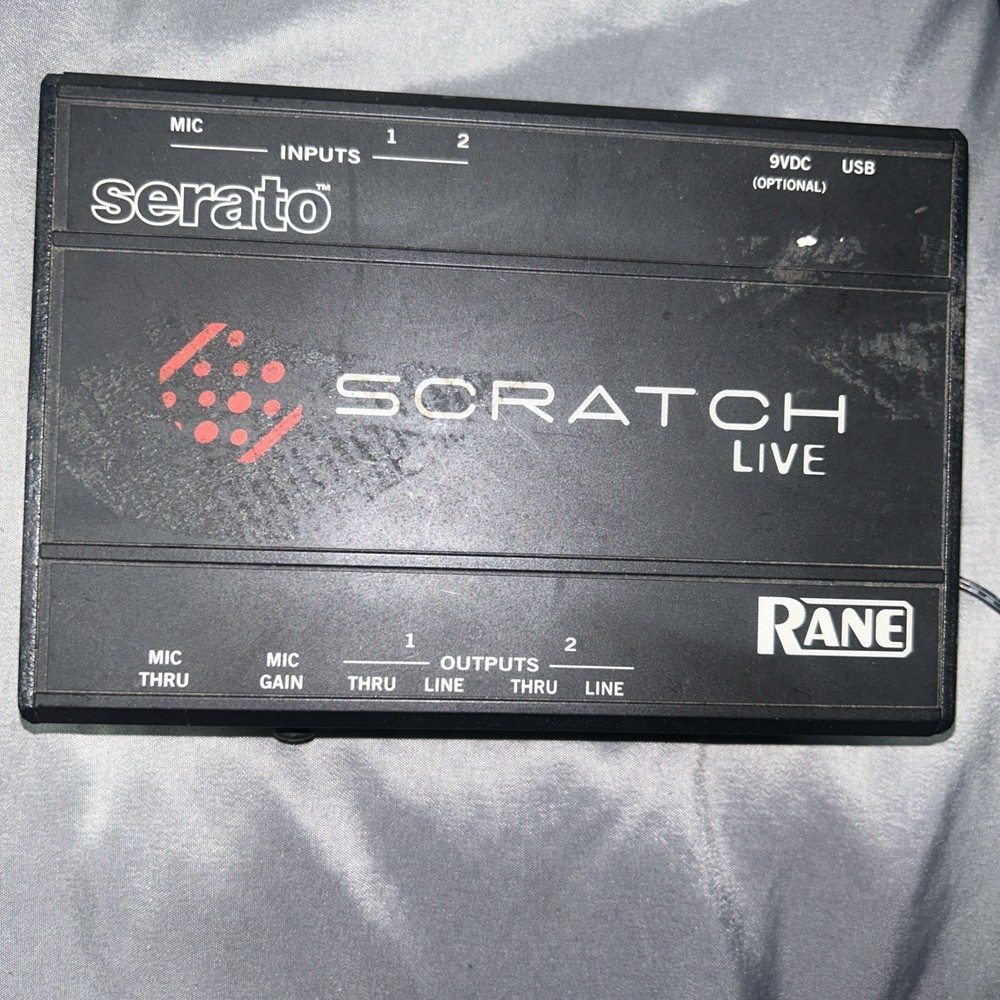 MIC 1 2
INPUTS
serato™
9VDC USB
(OPTIONAL)
SCRATCH
LIVE
RANE
MIC THRU
MIC GAIN
1 OUTPUTS 2
THRU LINE THRU LINE